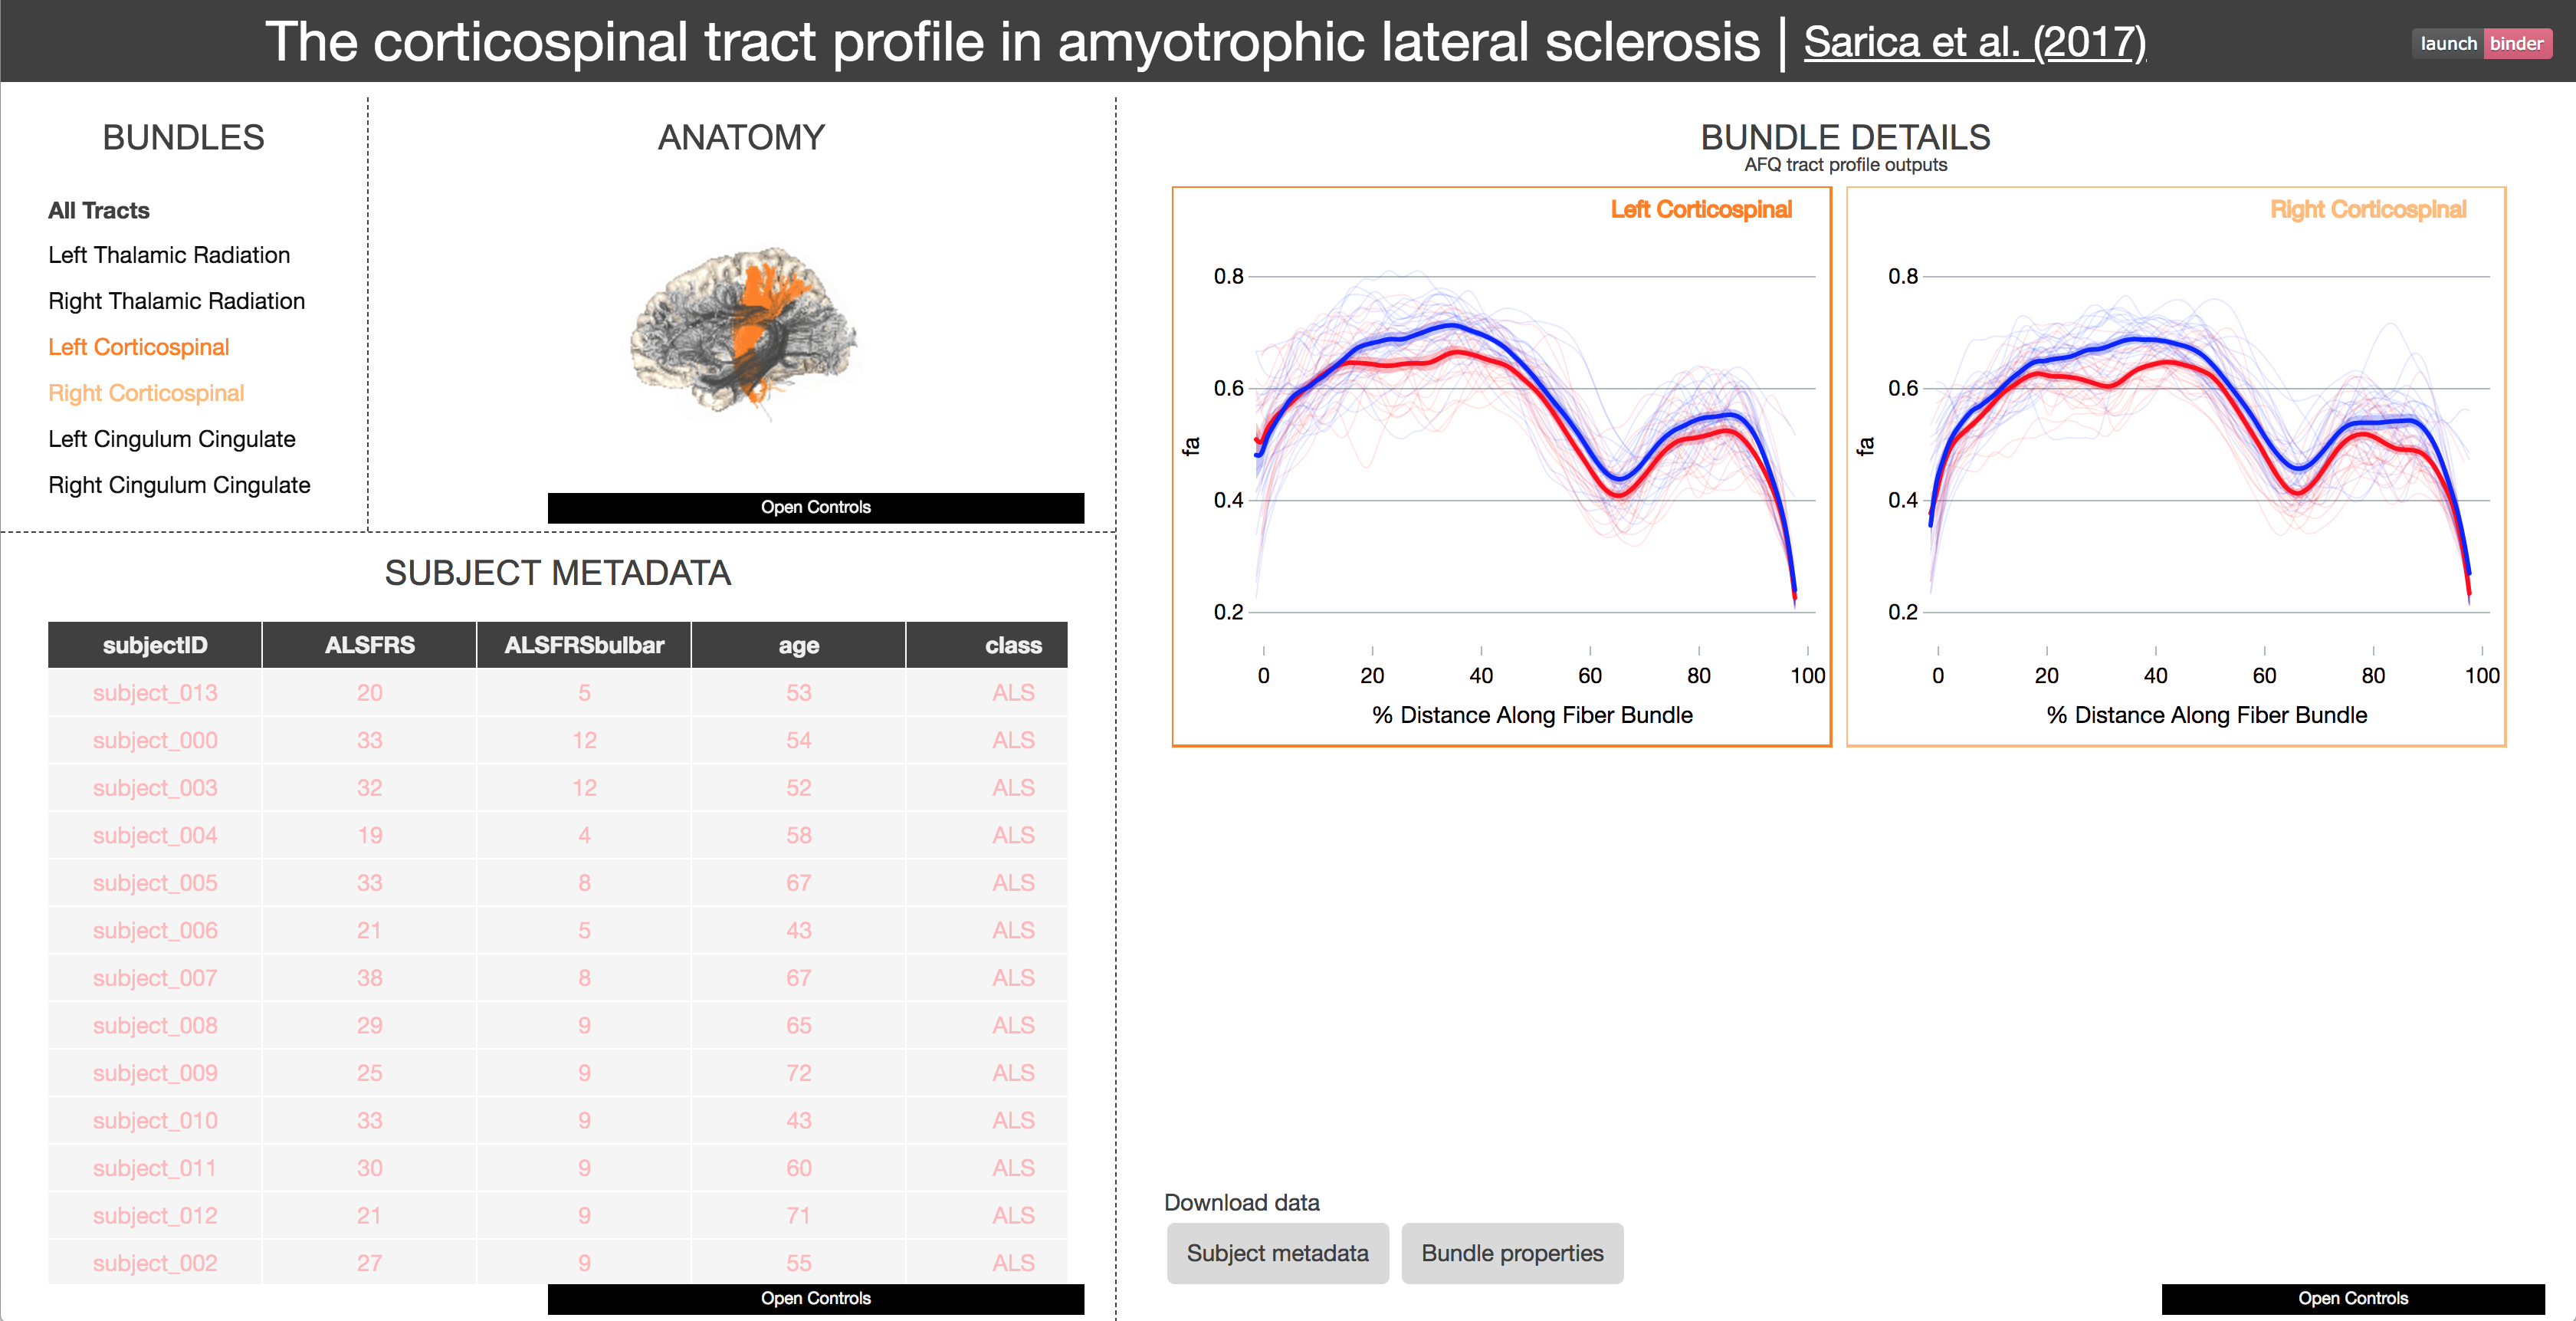 The corticospinal tract profile in amyotrophic lateral sclerosis | Sarica et al. (2017)
launch binder
BUNDLES
All Tracts
Left Thalamic Radiation
Right Thalamic Radiation
Left Corticospinal
Right Corticospinal
Left Cingulum Cingulate
Right Cingulum Cingulate
ANATOMY
Open Controls
SUBJECT METADATA
subjectID ALSFRS ALSFRSbulbar age class
subject_013 20 5 53 ALS
subject_000 33 12 54 ALS
subject_003 32 12 52 ALS
subject_004 19 4 58 ALS
subject_005 33 8 67 ALS
subject_006 21 5 43 ALS
subject_007 38 8 67 ALS
subject_008 29 9 65 ALS
subject_009 25 9 72 ALS
subject_010 33 9 43 ALS
subject_011 30 9 60 ALS
subject_012 21 9 71 ALS
subject_002 27 9 55 ALS
Open Controls
BUNDLE DETAILS
AFQ tract profile outputs
Left Corticospinal
0.8
0.6
fa
0.4
0.2
0 20 40 60 80 100
% Distance Along Fiber Bundle
Right Corticospinal
0.8
0.6
fa
0.4
0.2
0 20 40 60 80 100
% Distance Along Fiber Bundle
Download data
Subject metadata
Bundle properties
Open Controls